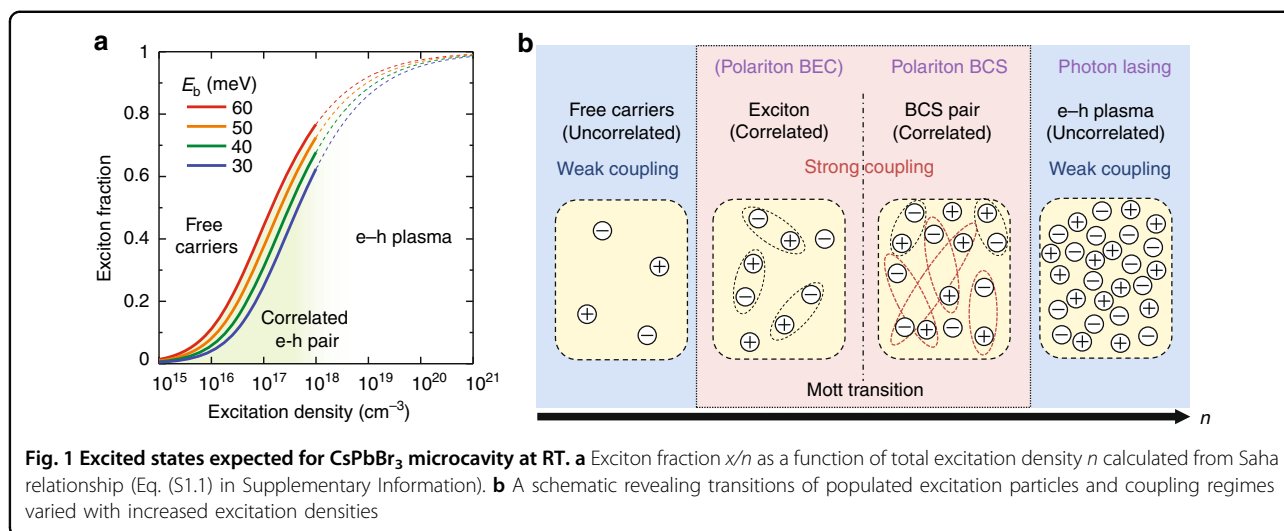 a
1
0.8
0.6
0.4
0.2
0
Exciton fraction
E_b (meV)
60
50
40
30
Free
carriers
e–h plasma
Correlated
e-h pair
10^15 10^16 10^17 10^18 10^19 10^20 10^21
Excitation density (cm^−3)
b
(Polariton BEC) Polariton BCS Photon lasing
Free carriers Exciton BCS pair e–h plasma
(Uncorrelated) (Correlated) (Correlated) (Uncorrelated)
Weak coupling Strong coupling Weak coupling
Mott transition
n
Fig. 1 Excited states expected for CsPbBr₃ microcavity at RT. a Exciton fraction x/n as a function of total excitation density n calculated from Saha
relationship (Eq. (S1.1) in Supplementary Information). b A schematic revealing transitions of populated excitation particles and coupling regimes
varied with increased excitation densities